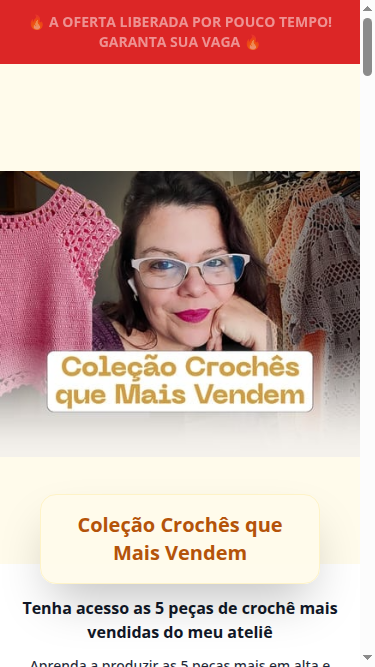 🔥 A OFERTA LIBERADA POR POUCO TEMPO!
GARANTA SUA VAGA 🔥
Coleção Crochês
que Mais Vendem
Coleção Crochês que
Mais Vendem
Tenha acesso as 5 peças de crochê mais
vendidas do meu ateliê
Aprenda a produzir as 5 peças mais em alta e